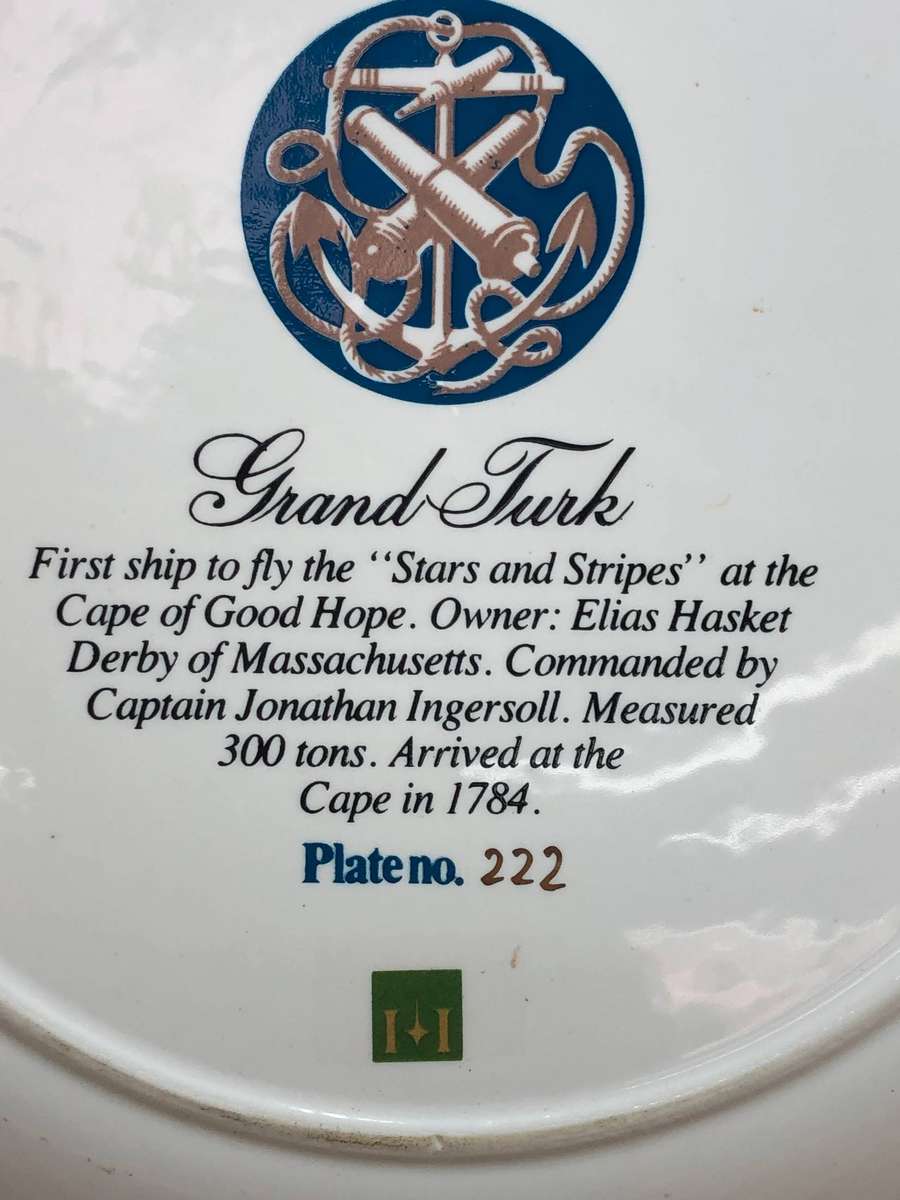 Grand Turk
First ship to fly the “Stars and Stripes” at the
Cape of Good Hope. Owner: Elias Hasket
Derby of Massachusetts. Commanded by
Captain Jonathan Ingersoll. Measured
300 tons. Arrived at the
Cape in 1784.
Plate no. 222